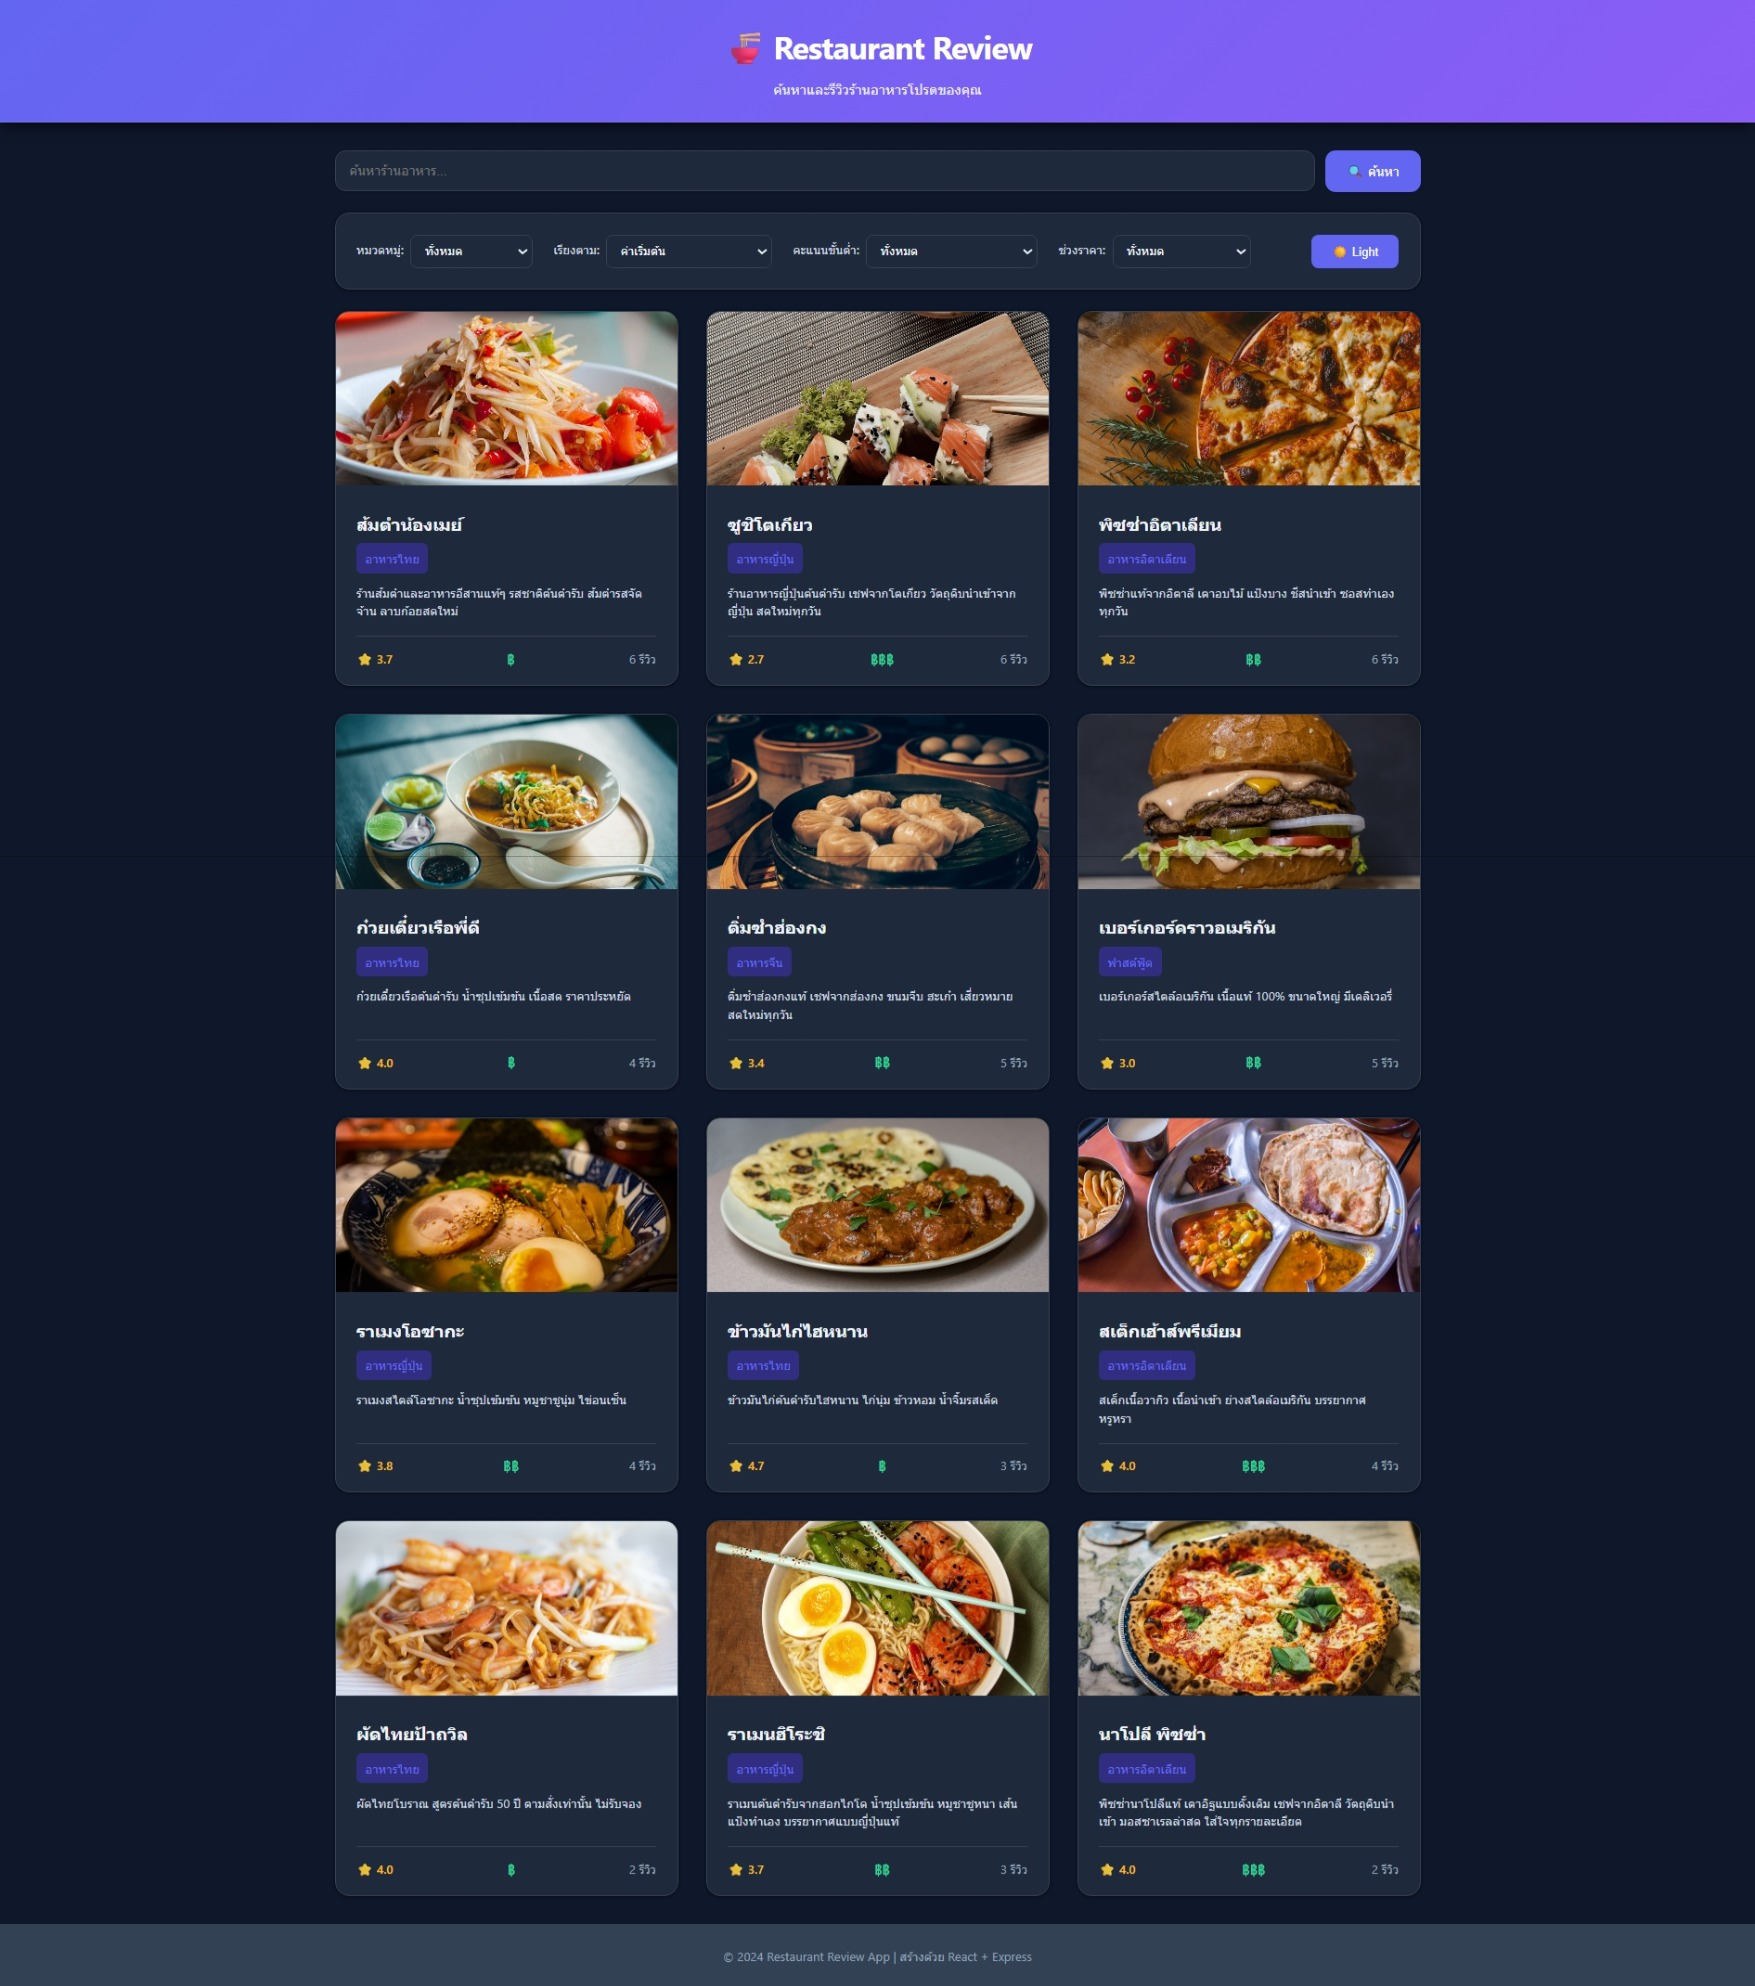 Restaurant Review
ค้นหาและรีวิวร้านอาหารโปรดของคุณ
ค้นหาร้านอาหาร...
ค้นหา
หมวดหมู่: ทั้งหมด เรียงตาม: ค่าเริ่มต้น คะแนนขั้นต่ำ: ทั้งหมด ช่วงราคา: ทั้งหมด Light
ส้มตำน้องเมย์
อาหารไทย
ร้านส้มตำและอาหารอีสานแท้ๆ รสชาติต้นตำรับ ส้มตำรสจัด
จ้าน ลาบก้อยสดใหม่
3.7 ฿ 6 รีวิว
ซูชิโตเกียว
อาหารญี่ปุ่น
ร้านอาหารญี่ปุ่นต้นตำรับ เชฟจากโตเกียว วัตถุดิบนำเข้าจาก
ญี่ปุ่น สดใหม่ทุกวัน
2.7 ฿฿฿ 6 รีวิว
พิซซ่าอิตาเลียน
อาหารอิตาเลียน
พิซซ่าแท้จากอิตาลี เตาอบไม้ แป้งบาง ชีสนำเข้า ซอสทำเอง
ทุกวัน
3.2 ฿฿ 6 รีวิว
ก๋วยเตี๋ยวเรือพี่ดี
อาหารไทย
ก๋วยเตี๋ยวเรือต้นตำรับ น้ำซุปเข้มข้น เนื้อสด ราคาประหยัด
4.0 ฿ 4 รีวิว
ติ่มซำฮ่องกง
อาหารจีน
ติ่มซำฮ่องกงแท้ เชฟจากฮ่องกง ขนมจีบ ฮะเก๋า เสี่ยวหมาย
สดใหม่ทุกวัน
3.4 ฿฿ 5 รีวิว
เบอร์เกอร์คราวอเมริกัน
ฟาสต์ฟู้ด
เบอร์เกอร์สไตล์อเมริกัน เนื้อแท้ 100% ขนาดใหญ่ มีเดลิเวอรี่
3.0 ฿฿ 5 รีวิว
ราเมงโอซากะ
อาหารญี่ปุ่น
ราเมงสไตล์โอซากะ น้ำซุปเข้มข้น หมูชาชูนุ่ม ไข่อนเซ็น
3.8 ฿฿ 4 รีวิว
ข้าวมันไก่ไฮหนาน
อาหารไทย
ข้าวมันไก่ต้นตำรับไฮหนาน ไก่นุ่ม ข้าวหอม น้ำจิ้มรสเด็ด
4.7 ฿ 3 รีวิว
สเต็กเฮ้าส์พรีเมียม
อาหารอิตาเลียน
สเต็กเนื้อวากิว เนื้อนำเข้า ย่างสไตล์อเมริกัน บรรยากาศ
หรูหรา
4.0 ฿฿฿ 4 รีวิว
ผัดไทยป้าถวิล
อาหารไทย
ผัดไทยโบราณ สูตรต้นตำรับ 50 ปี ตามสั่งเท่านั้น ไม่รับจอง
4.0 ฿ 2 รีวิว
ราเมนฮิโระชิ
อาหารญี่ปุ่น
ราเมนต้นตำรับจากฮอกไกโด น้ำซุปเข้มข้น หมูชาชูหนา เส้น
แป้งทำเอง บรรยากาศแบบญี่ปุ่นแท้
3.7 ฿฿ 3 รีวิว
นาโปลี พิซซ่า
อาหารอิตาเลียน
พิซซ่านาโปลีแท้ เตาอิฐแบบดั้งเดิม เชฟจากอิตาลี วัตถุดิบนำ
เข้า มอสซาเรลล่าสด ใส่ใจทุกรายละเอียด
4.0 ฿฿฿ 2 รีวิว
© 2024 Restaurant Review App | สร้างด้วย React + Express